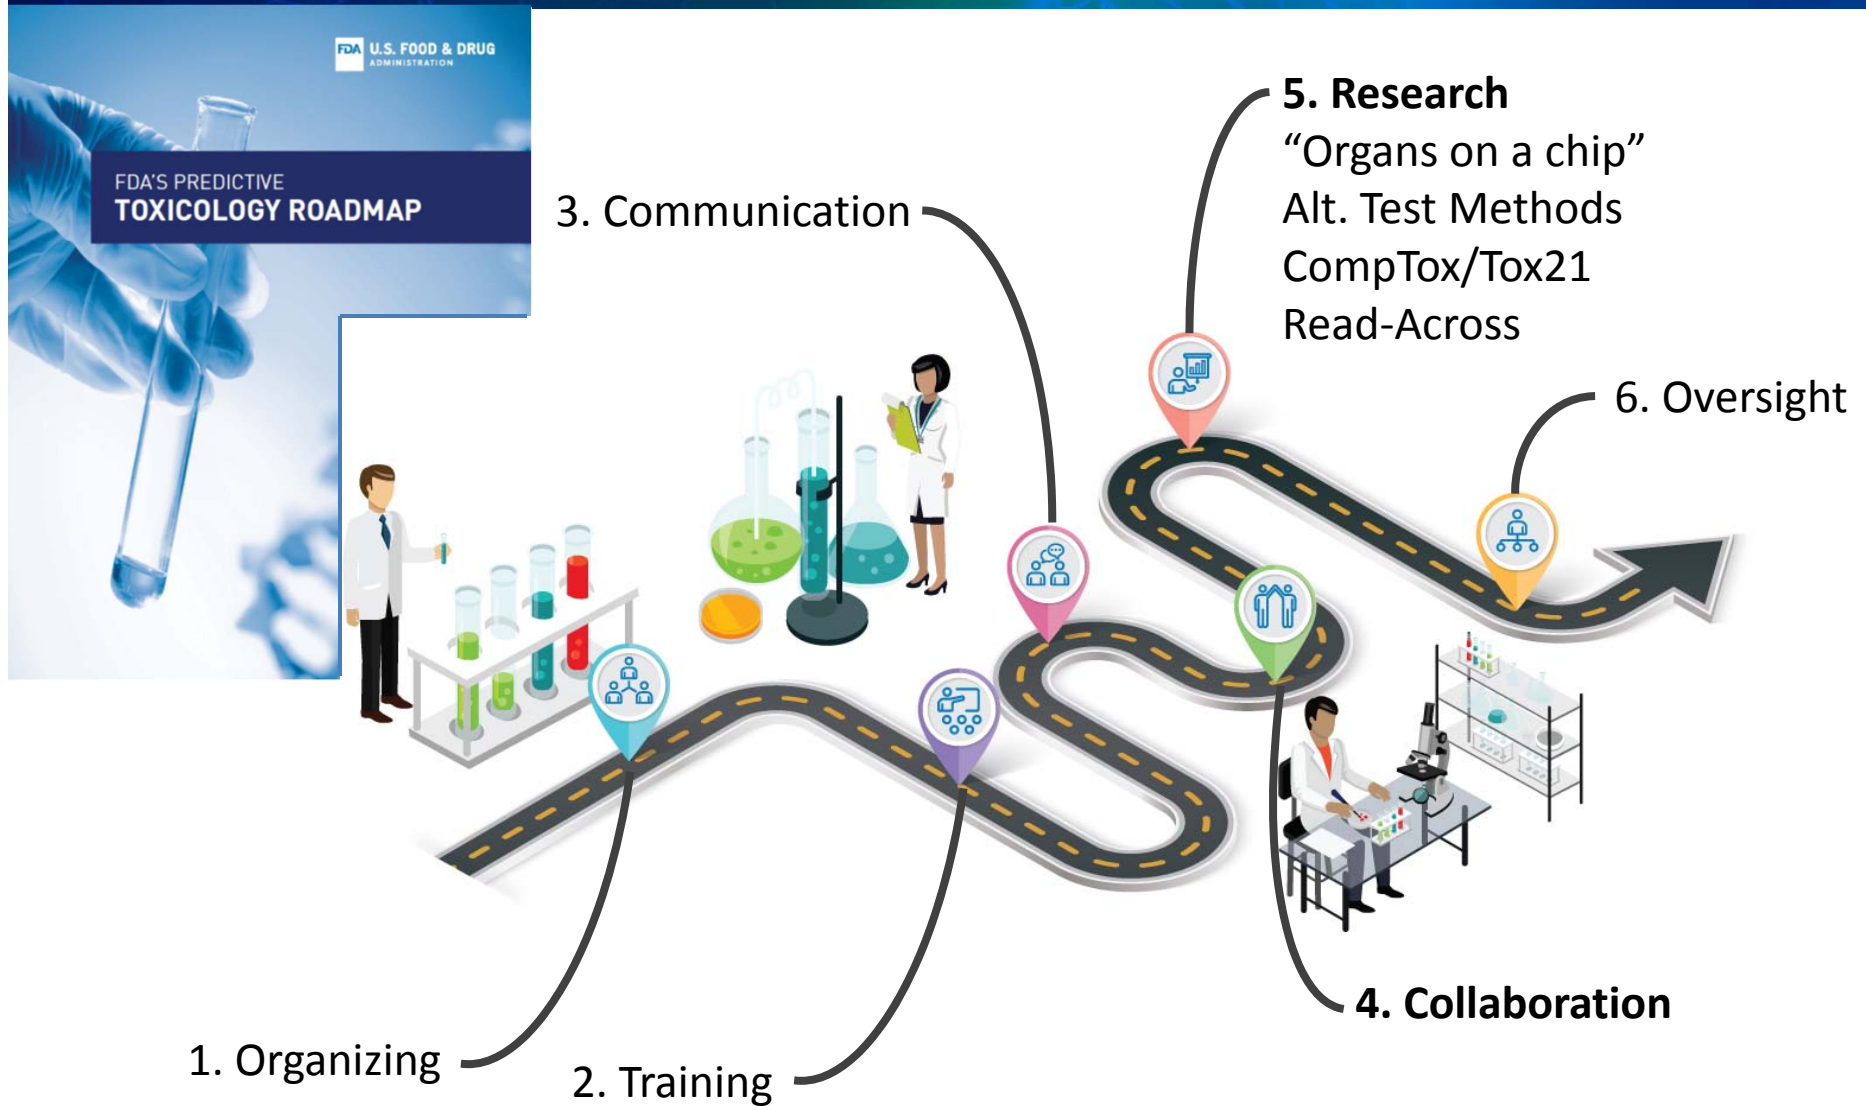 FDA U.S. FOOD & DRUG
ADMINISTRATION
FDA'S PREDICTIVE
TOXICOLOGY ROADMAP
3. Communication
5. Research
“Organs on a chip”
Alt. Test Methods
CompTox/Tox21
Read-Across
6. Oversight
4. Collaboration
1. Organizing
2. Training